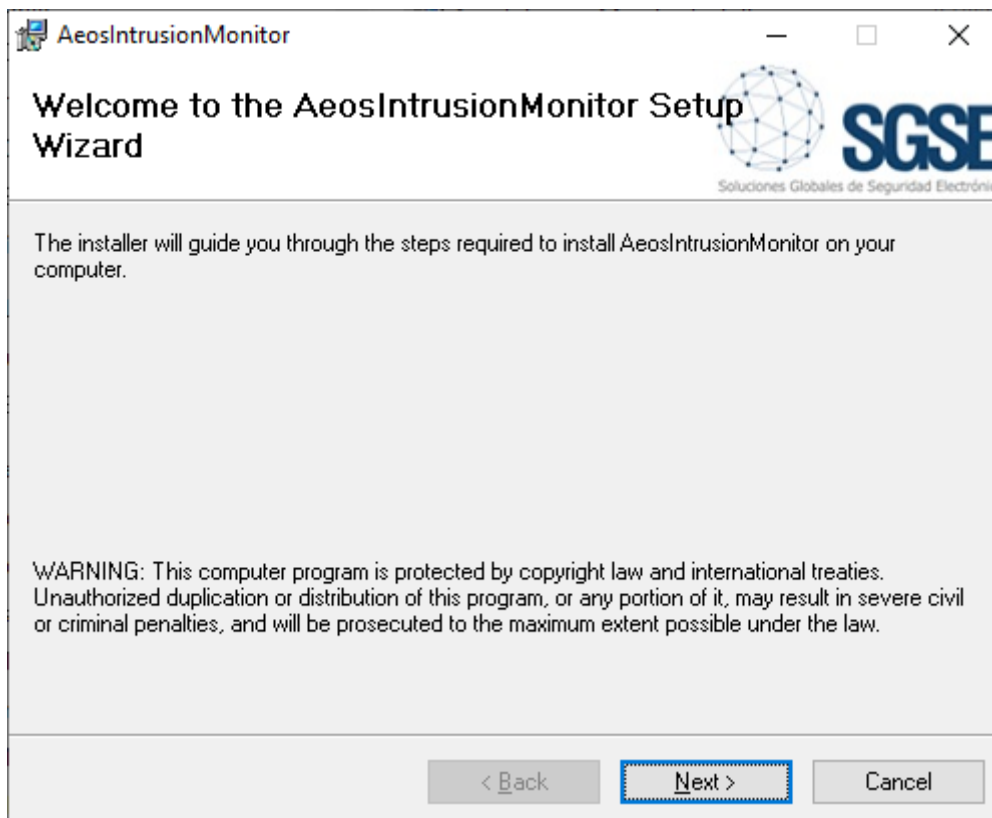 AeosIntrusionMonitor
Welcome to the AeosIntrusionMonitor Setup
Wizard
SGSE
Soluciones Globales de Seguridad Electróni
The installer will guide you through the steps required to install AeosIntrusionMonitor on your
computer.
WARNING: This computer program is protected by copyright law and international treaties.
Unauthorized duplication or distribution of this program, or any portion of it, may result in severe civil
or criminal penalties, and will be prosecuted to the maximum extent possible under the law.
< Back
Next >
Cancel